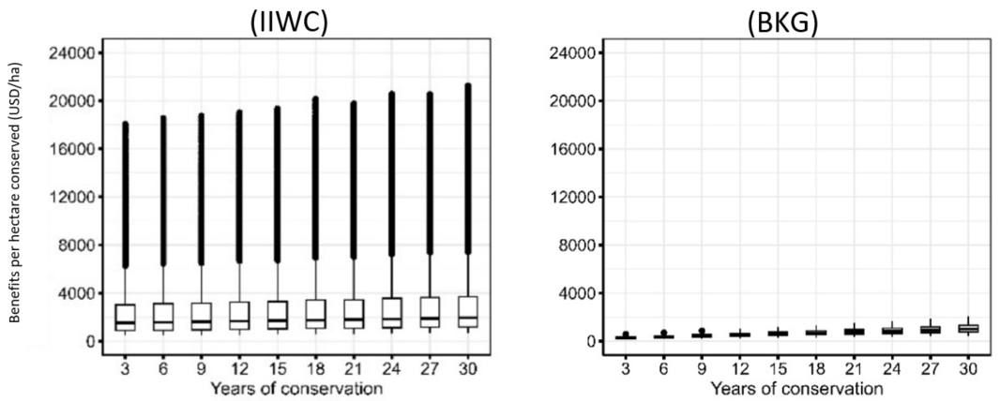 (IIWC)
Benefits per hectare conserved (USD/ha)
24000
20000
16000
12000
8000
4000
0
3 6 9 12 15 18 21 24 27 30
Years of conservation
(BKG)
24000
20000
16000
12000
8000
4000
0
3 6 9 12 15 18 21 24 27 30
Years of conservation